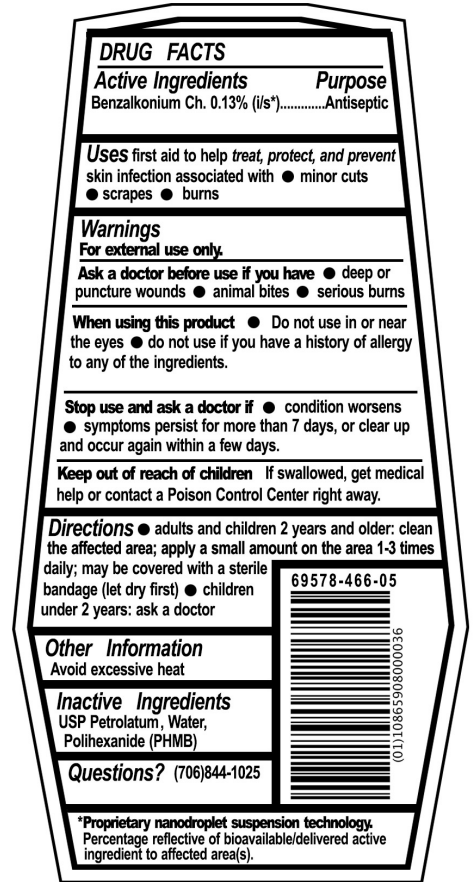 DRUG FACTS
Active Ingredients Purpose
Benzalkonium Ch. 0.13% (i/s*).............Antiseptic
Uses first aid to help treat, protect, and prevent
skin infection associated with ● minor cuts
● scrapes ● burns
Warnings
For external use only.
Ask a doctor before use if you have ● deep or
puncture wounds ● animal bites ● serious burns
When using this product ● Do not use in or near
the eyes ● do not use if you have a history of allergy
to any of the ingredients.
Stop use and ask a doctor if ● condition worsens
● symptoms persist for more than 7 days, or clear up
and occur again within a few days.
Keep out of reach of children If swallowed, get medical
help or contact a Poison Control Center right away.
Directions ● adults and children 2 years and older: clean
the affected area; apply a small amount on the area 1-3 times
daily; may be covered with a sterile
bandage (let dry first) ● children
under 2 years: ask a doctor
69578-466-05
(01)10865908000036
Other Information
Avoid excessive heat
Inactive Ingredients
USP Petrolatum, Water,
Polihexanide (PHMB)
Questions? (706)844-1025
*Proprietary nanodroplet suspension technology.
Percentage reflective of bioavailable/delivered active
ingredient to affected area(s).